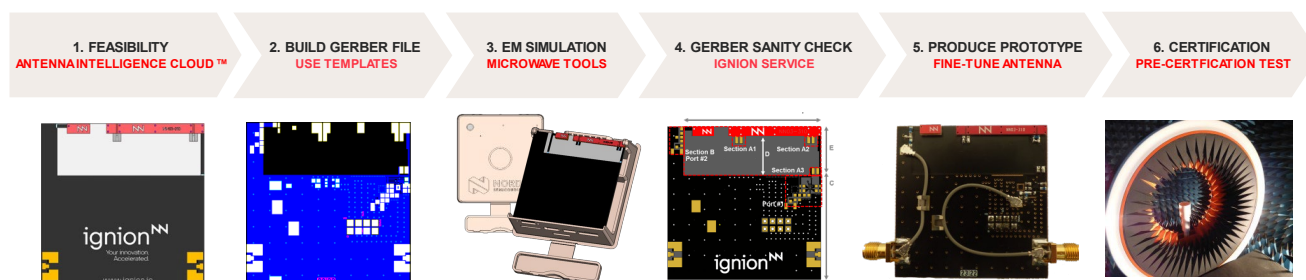 1. FEASIBILITY
ANTENNA INTELLIGENCE CLOUD ™
2. BUILD GERBER FILE
USE TEMPLATES
3. EM SIMULATION
MICROWAVE TOOLS
4. GERBER SANITY CHECK
IGNION SERVICE
5. PRODUCE PROTOTYPE
FINE-TUNE ANTENNA
6. CERTIFICATION
PRE-CERTFICATION TEST
ignion
Your innovation.
Accelerated.
NORDIC
Section B
Port #2
Section A1
D
Section A2
Section A3
E
C
ignion